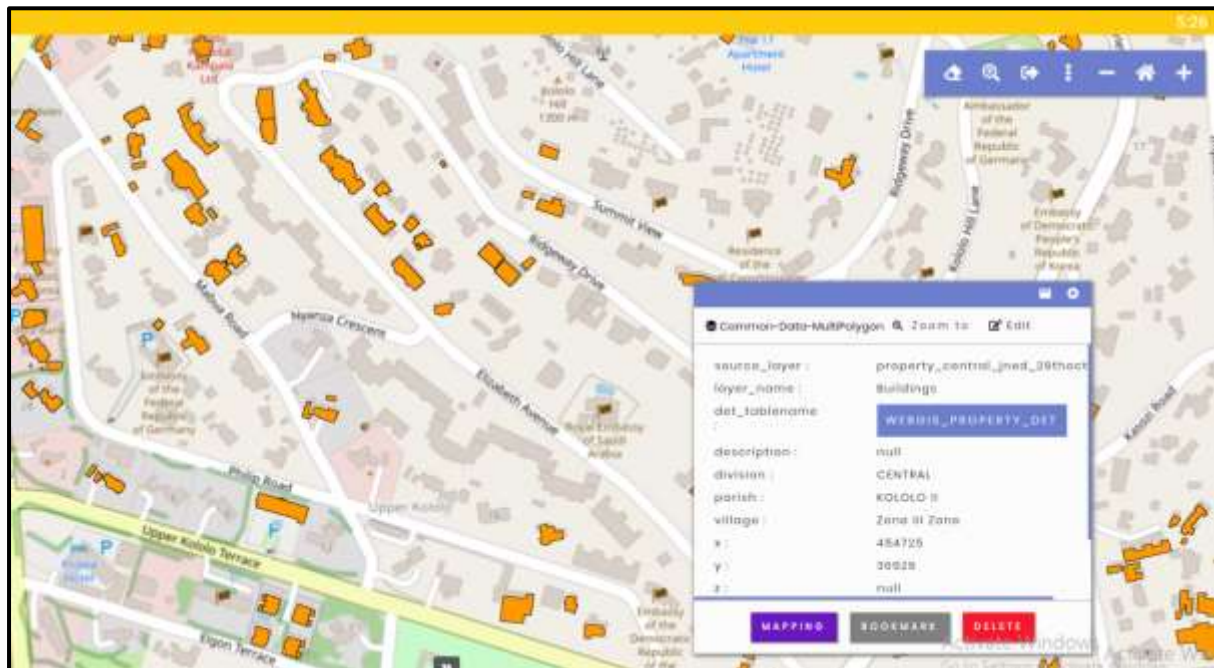 5:26
The 17
Apartment
Hotel
Kololo Hill Lane
Kololo
Hill
Ambassador
of the
Federal
Republic
of Germany
Ridgeway Drive
Kololo Hill Lane
Summit View
Embassy
of Democratic
People's
Republic
of Korea
Residence
of the
Ridgeway Drive
Malwa Road
Nyonza Crescent
Elizabeth Avenue
P
P
Embassy
of the
Federal
Republic
of Germany
Royal Embassy
of Saudi
Arabia
Kanjokya Road
Philip Road
Upper Kololo
P
P
Upper Kololo Terrace
Elgon Terrace
Embassy
of the
Democratic
Republic
of the
Common-Data-MultiPolygon Zoom to Edit
source_layer : property_central_jned_29thoct
layer_name : Buildings
det_tablename : WEBGIS_PROPERTY_DET
description : null
division : CENTRAL
parish : KOLOLO II
village : Zone III Zone
x : 454725
y : 36928
z : null
MAPPING BOOKMARK DELETE
Activate Windows